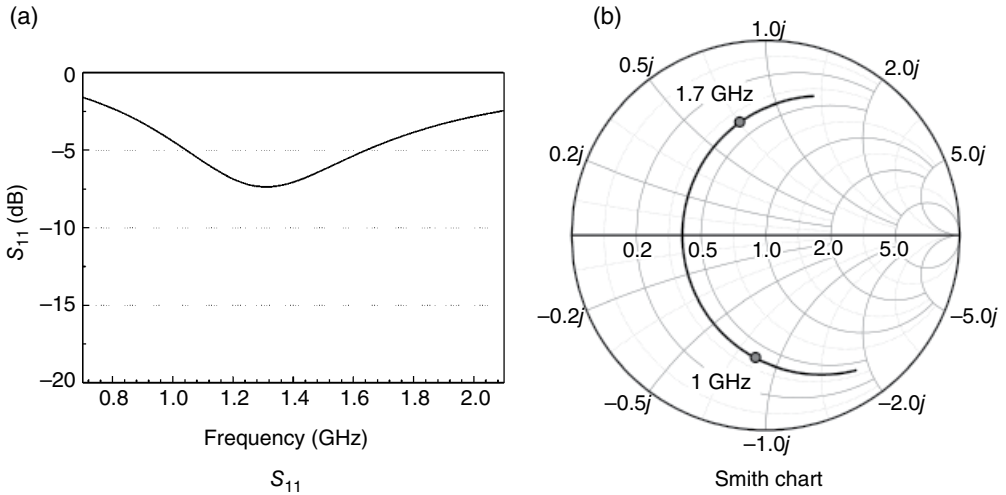 (a)
0
−5
−10
−15
−20
S11 (dB)
0.8 1.0 1.2 1.4 1.6 1.8 2.0
Frequency (GHz)
S11
(b)
1.0j
0.5j
2.0j
1.7 GHz
0.2j
5.0j
0.2 0.5 1.0 2.0 5.0
−0.2j
−5.0j
1 GHz
−0.5j
−2.0j
−1.0j
Smith chart